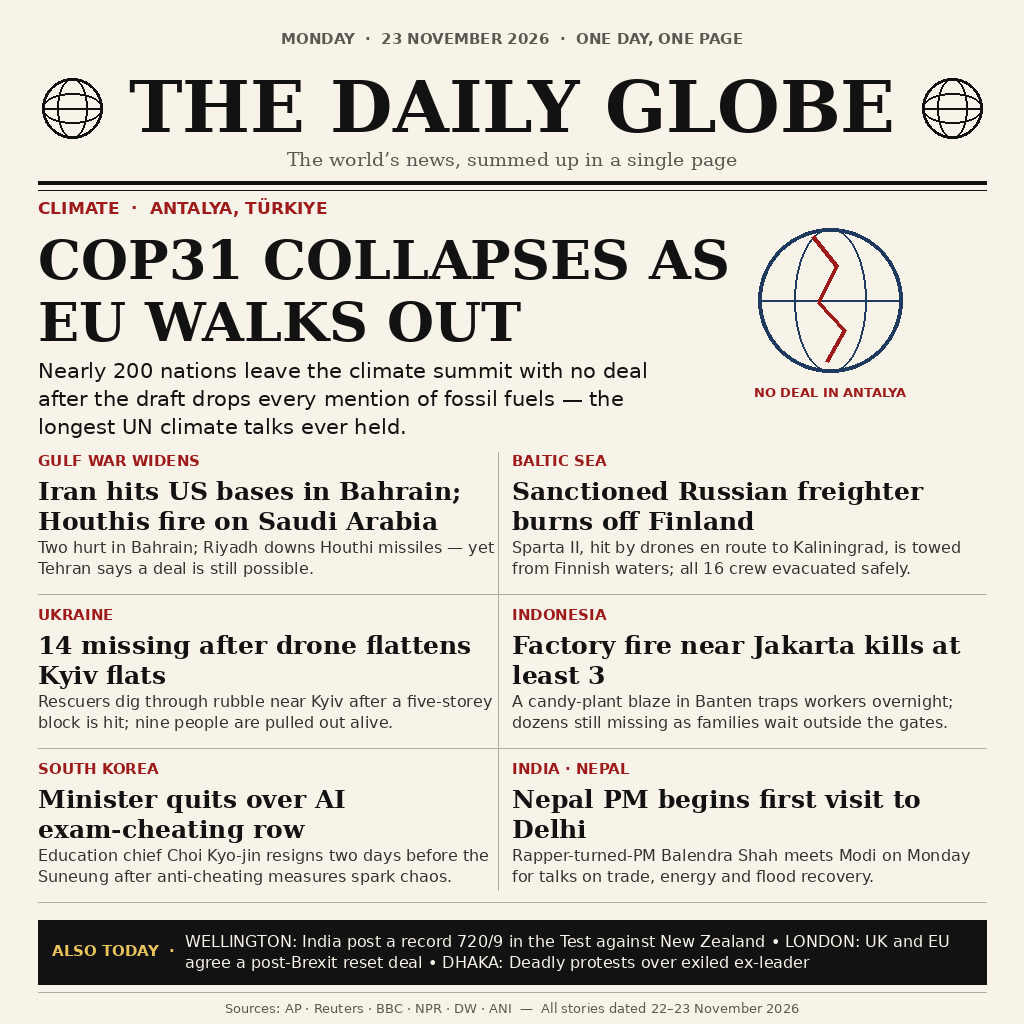 MONDAY · 23 NOVEMBER 2026 · ONE DAY, ONE PAGE
THE DAILY GLOBE
The world’s news, summed up in a single page
CLIMATE · ANTALYA, TÜRKIYE
COP31 COLLAPSES AS
EU WALKS OUT
Nearly 200 nations leave the climate summit with no deal
after the draft drops every mention of fossil fuels — the
longest UN climate talks ever held.
NO DEAL IN ANTALYA
GULF WAR WIDENS
Iran hits US bases in Bahrain;
Houthis fire on Saudi Arabia
Two hurt in Bahrain; Riyadh downs Houthi missiles — yet
Tehran says a deal is still possible.
BALTIC SEA
Sanctioned Russian freighter
burns off Finland
Sparta II, hit by drones en route to Kaliningrad, is towed
from Finnish waters; all 16 crew evacuated safely.
UKRAINE
14 missing after drone flattens
Kyiv flats
Rescuers dig through rubble near Kyiv after a five-storey
block is hit; nine people are pulled out alive.
INDONESIA
Factory fire near Jakarta kills at
least 3
A candy-plant blaze in Banten traps workers overnight;
dozens still missing as families wait outside the gates.
SOUTH KOREA
Minister quits over AI
exam-cheating row
Education chief Choi Kyo-jin resigns two days before the
Suneung after anti-cheating measures spark chaos.
INDIA · NEPAL
Nepal PM begins first visit to
Delhi
Rapper-turned-PM Balendra Shah meets Modi on Monday
for talks on trade, energy and flood recovery.
ALSO TODAY ·
WELLINGTON: India post a record 720/9 in the Test against New Zealand • LONDON: UK and EU
agree a post-Brexit reset deal • DHAKA: Deadly protests over exiled ex-leader
Sources: AP · Reuters · BBC · NPR · DW · ANI — All stories dated 22–23 November 2026